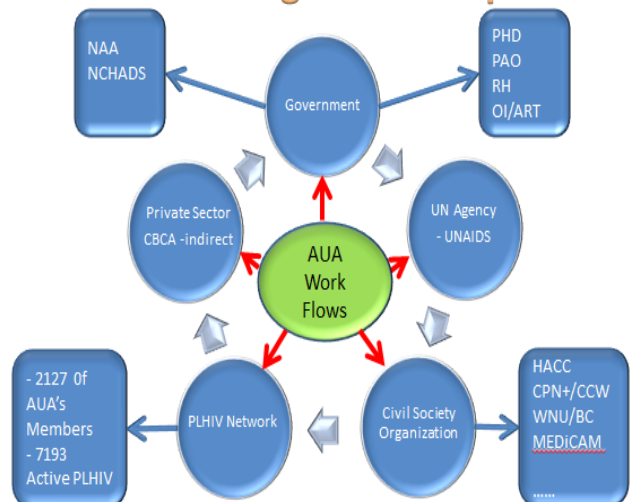 NAA
NCHADS
Government
PHD
PAO
RH
OI/ART
Private Sector
CBCA -indirect
UN Agency
- UNAIDS
AUA
Work
Flows
- 2127 0f
AUA's
Members
- 7193
Active PLHIV
PLHIV Network
Civil Society
Organization
HACC
CPN+/CCW
WNU/BC
MEDiCAM
......